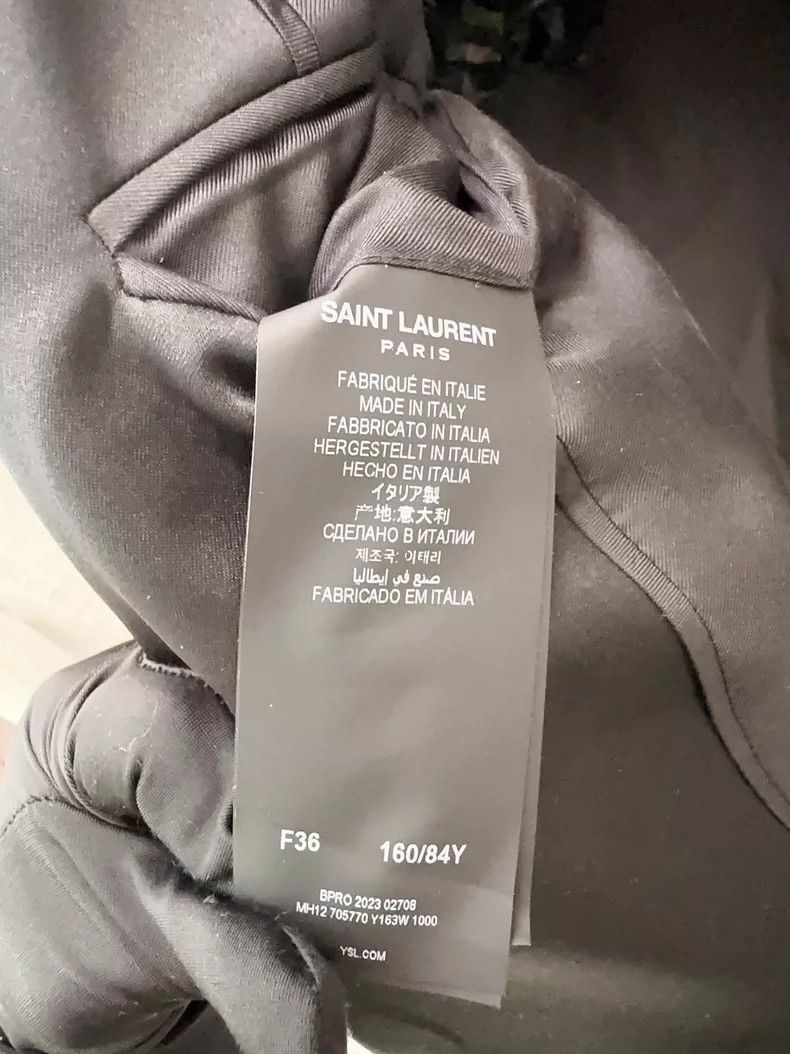 SAINT LAURENT
PARIS
FABRIQUÉ EN ITALIE
MADE IN ITALY
FABBRICATO IN ITALIA
HERGESTELLT IN ITALIEN
HECHO EN ITALIA
イタリア製
产地:意大利
СДЕЛАНО В ИТАЛИИ
제조국: 이태리
صنع في إيطاليا
FABRICADO EM ITÁLIA
F36 160/84Y
BPRO 2023 02708
MH12 705770 Y163W 1000
YSL.COM